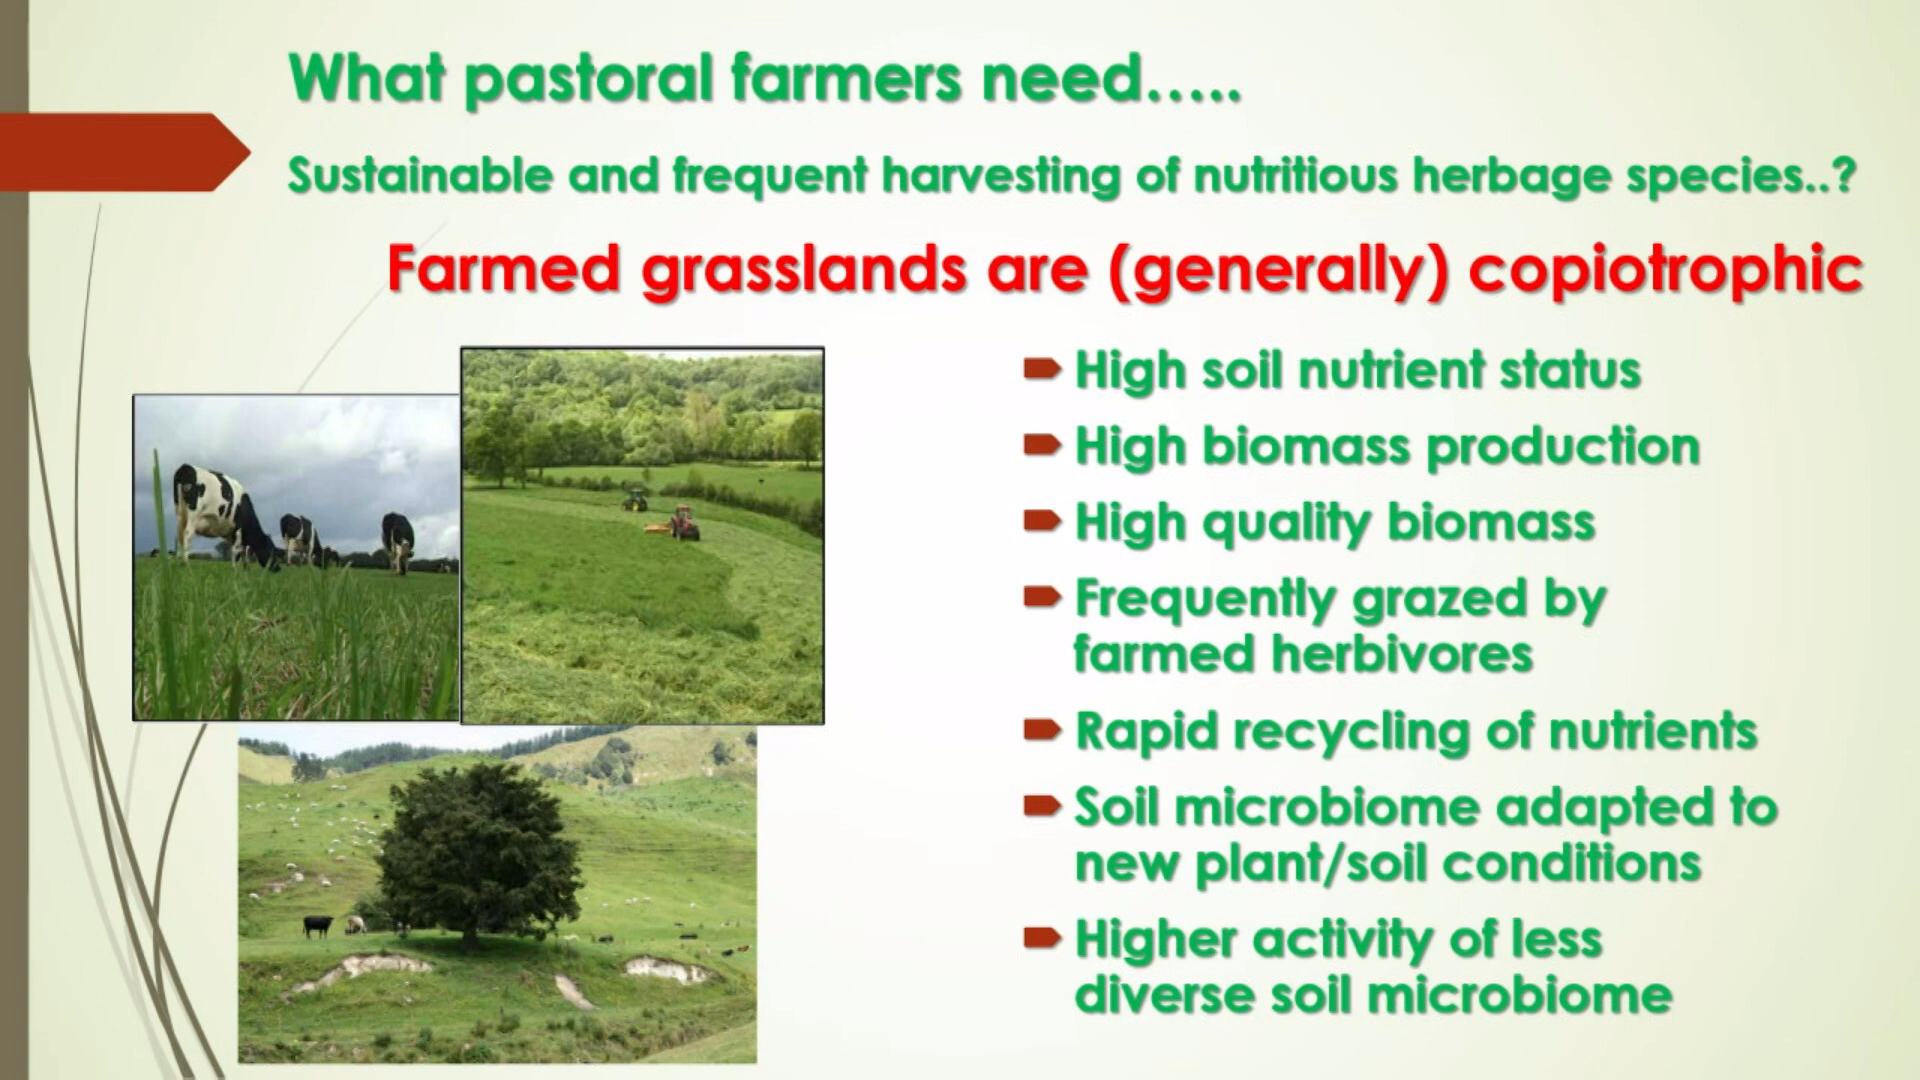 What pastoral farmers need.....
Sustainable and frequent harvesting of nutritious herbage species..?
Farmed grasslands are (generally) copiotrophic
High soil nutrient status
High biomass production
High quality biomass
Frequently grazed by
farmed herbivores
Rapid recycling of nutrients
Soil microbiome adapted to
new plant/soil conditions
Higher activity of less
diverse soil microbiome